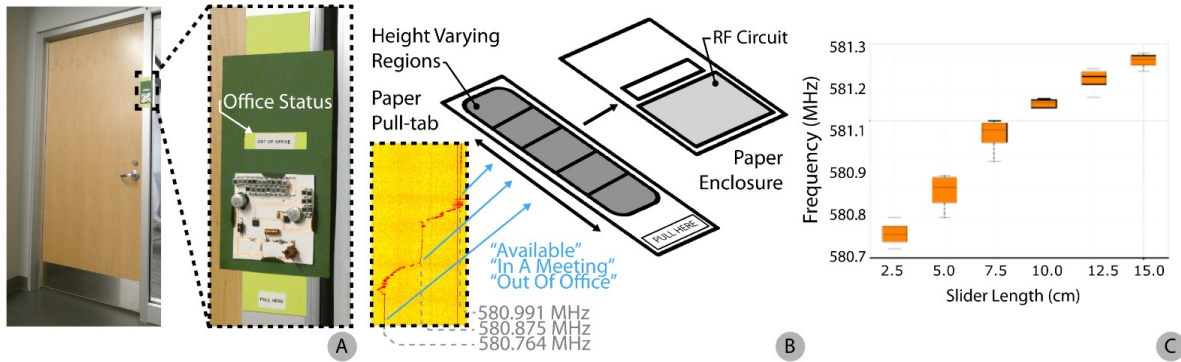 Office Status
OUT OF OFFICE
PULL HERE
A
Height Varying
Regions
Paper
Pull-tab
RF Circuit
Paper
Enclosure
PULL HERE
“Available”
“In A Meeting”
“Out Of Office”
580.991 MHz
580.875 MHz
580.764 MHz
B
Frequency (MHz)
581.3
581.2
581.1
580.9
580.8
580.7
2.5 5.0 7.5 10.0 12.5 15.0
Slider Length (cm)
C